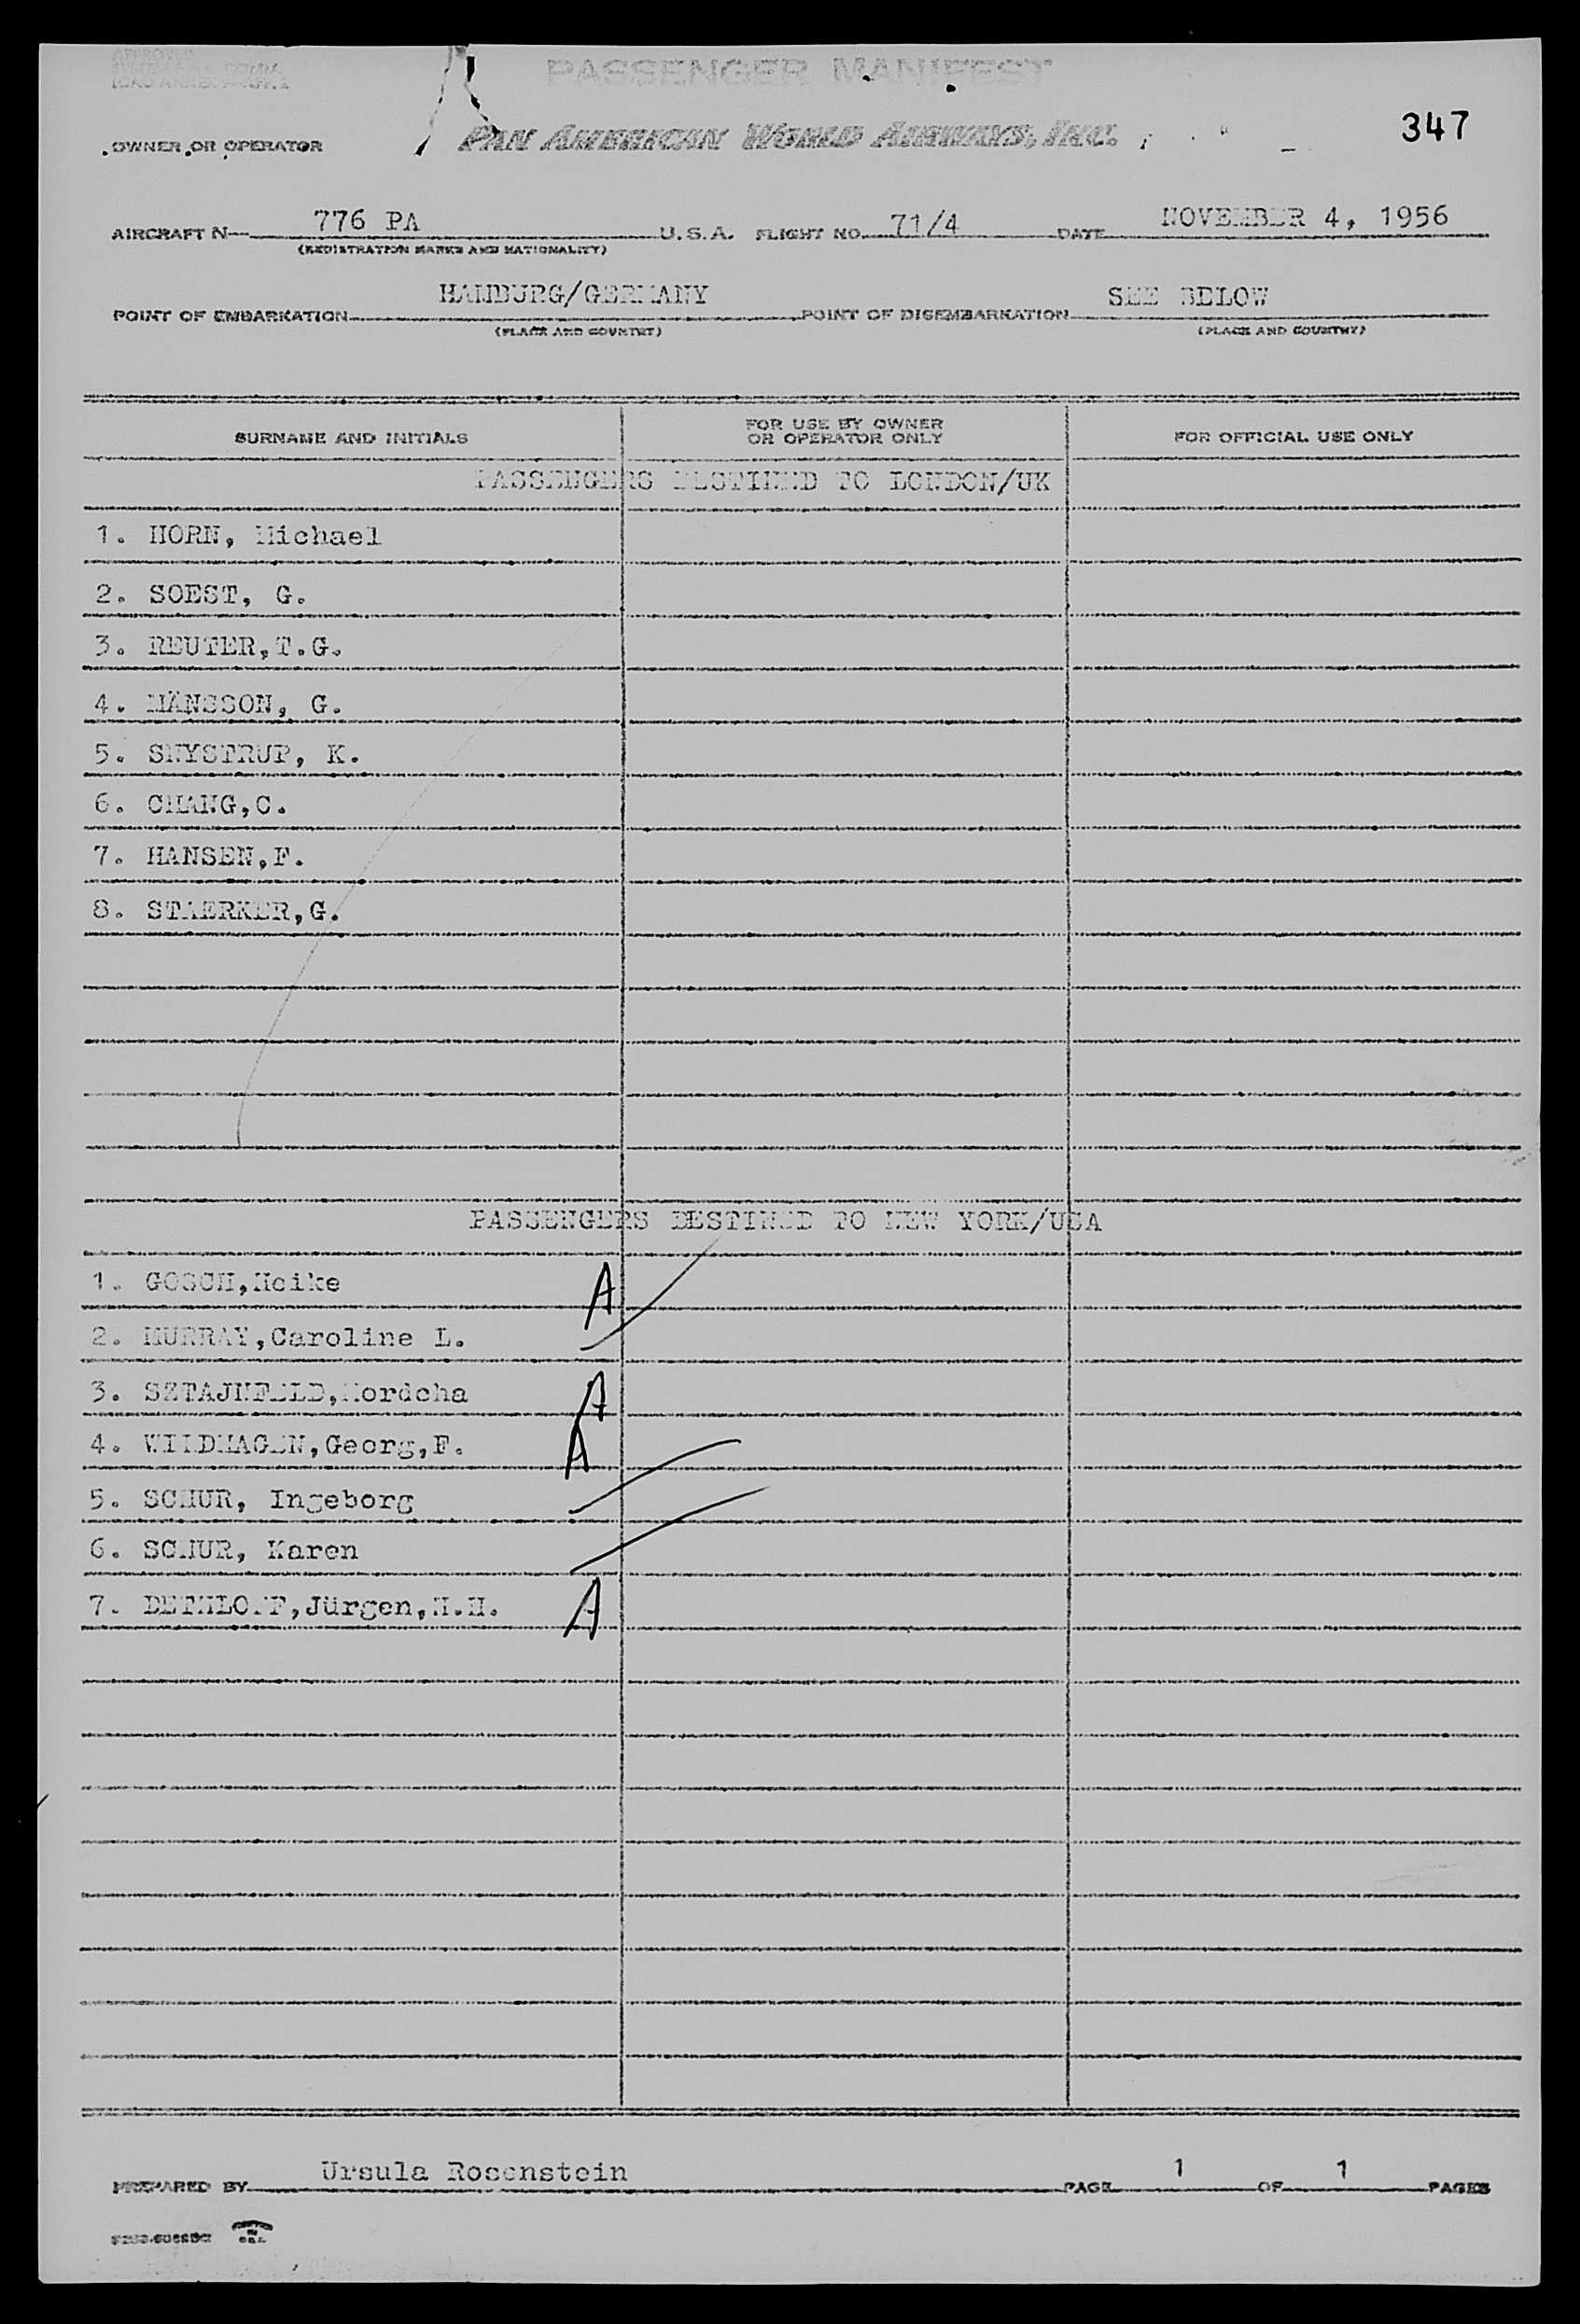 PASSENGER MANIFEST
347
OWNER OR OPERATOR PAN AMERICAN WORLD AIRWAYS, INC.
AIRCRAFT N— 776 PA U.S.A. FLIGHT NO. 71/4 DATE NOVEMBER 4, 1956
(REGISTRATION MARKS AND NATIONALITY)
POINT OF EMBARKATION HAMBURG/GERMANY POINT OF DISEMBARKATION SEE BELOW
(PLACE AND COUNTRY) (PLACE AND COUNTRY)
SURNAME AND INITIALS FOR USE BY OWNER OR OPERATOR ONLY FOR OFFICIAL USE ONLY
PASSENGERS DESTINED TO LONDON/UK
1. HORN, Michael
2. SOEST, G.
3. REUTER,T.G.
4. MÄNSSON, G.
5. SNYSTRUP, K.
6. CHANG,C.
7. HANSEN,F.
8. STAERKER,G.
PASSENGERS DESTINED TO NEW YORK/USA
1. GOSCH,Heike A
2. MURRAY,Caroline L.
3. SZTAJNFELD,Mordcha A
4. WILDHAGEN,Georg,F. A
5. SCHUR, Ingeborg
6. SCHUR, Karen
7. DETHLOFF,Jürgen,H.H. A
PREPARED BY Ursula Rosenstein PAGE 1 OF 1 PAGES